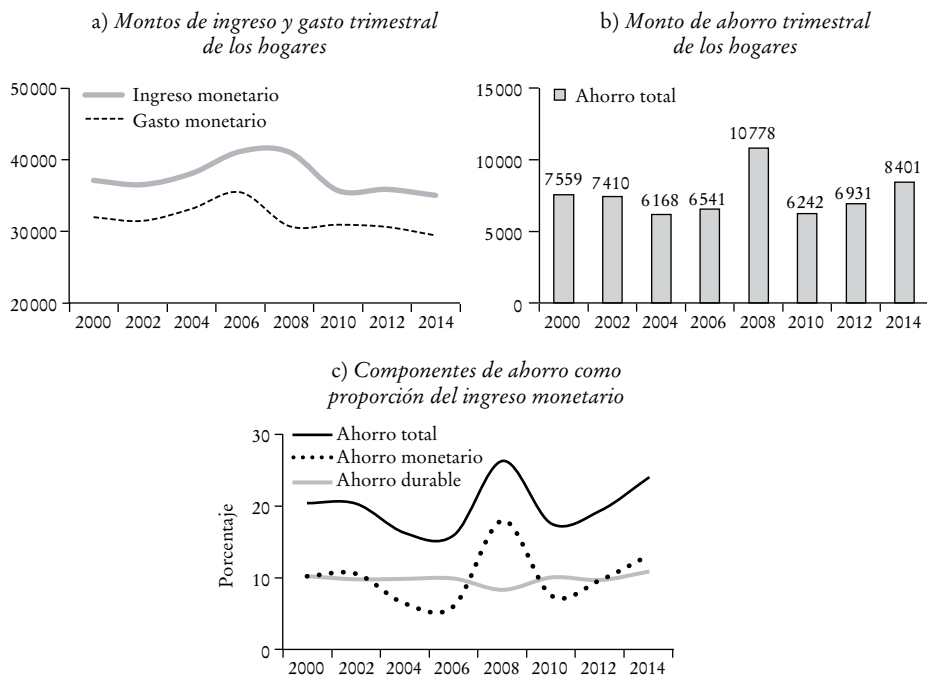 a) Montos de ingreso y gasto trimestral
de los hogares
50000
40000
30000
20000
Ingreso monetario
Gasto monetario
2000 2002 2004 2006 2008 2010 2012 2014
b) Monto de ahorro trimestral
de los hogares
15000
10000
5000
0
Ahorro total
7559 7410 6168 6541 10778 6242 6931 8401
2000 2002 2004 2006 2008 2010 2012 2014
c) Componentes de ahorro como
proporción del ingreso monetario
Porcentaje
30
20
10
0
Ahorro total
Ahorro monetario
Ahorro durable
2000 2002 2004 2006 2008 2010 2012 2014